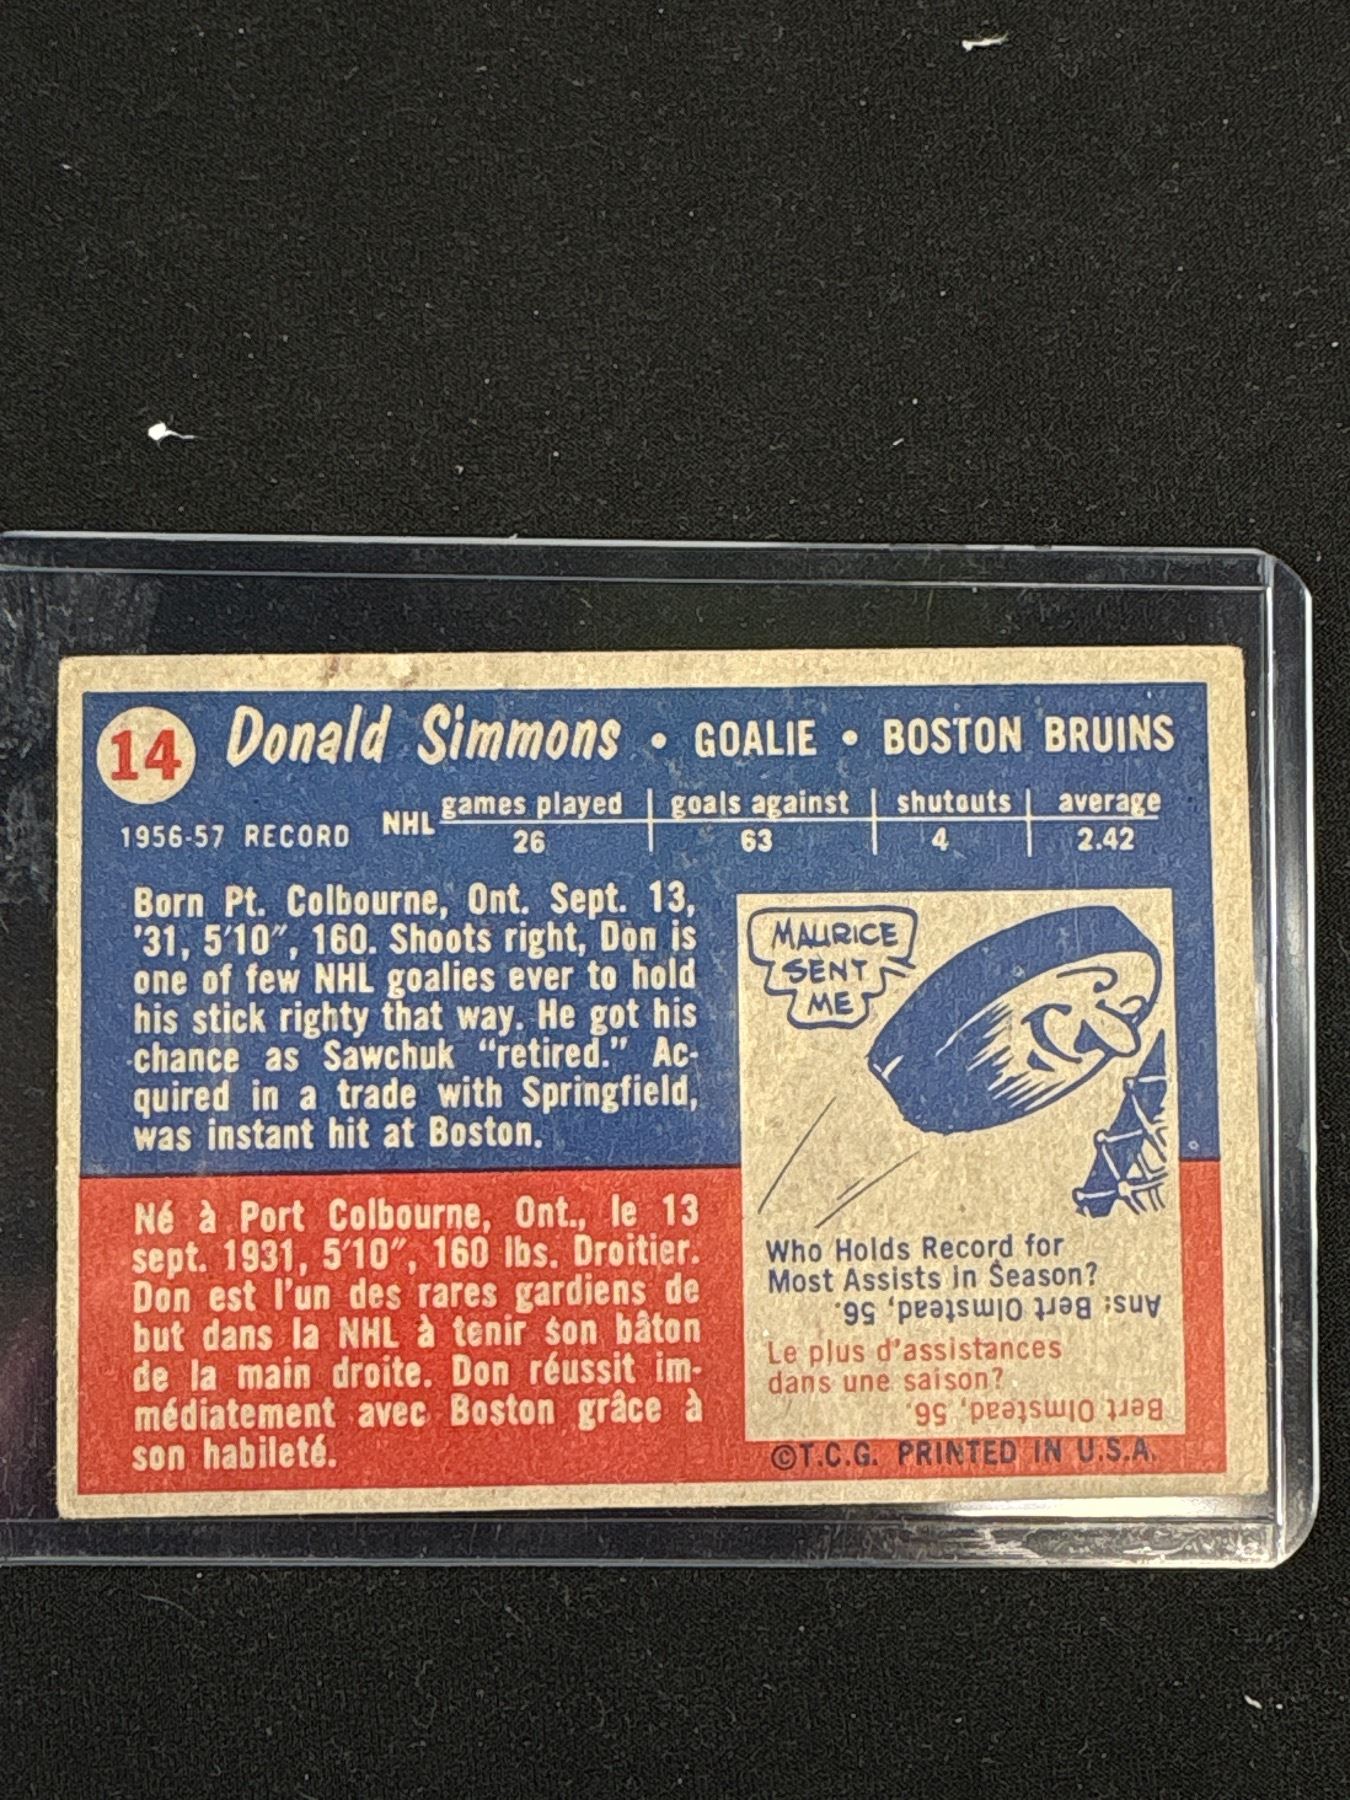 14 Donald Simmons • GOALIE • BOSTON BRUINS
1956-57 RECORD NHL games played goals against shutouts average
26 63 4 2.42
Born Pt. Colbourne, Ont. Sept. 13,
'31, 5'10", 160. Shoots right, Don is
one of few NHL goalies ever to hold
his stick righty that way. He got his
chance as Sawchuk "retired." Ac-
quired in a trade with Springfield,
was instant hit at Boston.
Né à Port Colbourne, Ont., le 13
sept. 1931, 5'10", 160 lbs. Droitier.
Don est l'un des rares gardiens de
but dans la NHL à tenir son bâton
de la main droite. Don réussit im-
médiatement avec Boston grâce à
son habileté.
MAURICE
SENT
ME
Who Holds Record for
Most Assists in Season?
Ans: Bert Olmstead, 56.
Le plus d'assistances
dans une saison?
Bert Olmstead, 56.
©T.C.G. PRINTED IN U.S.A.